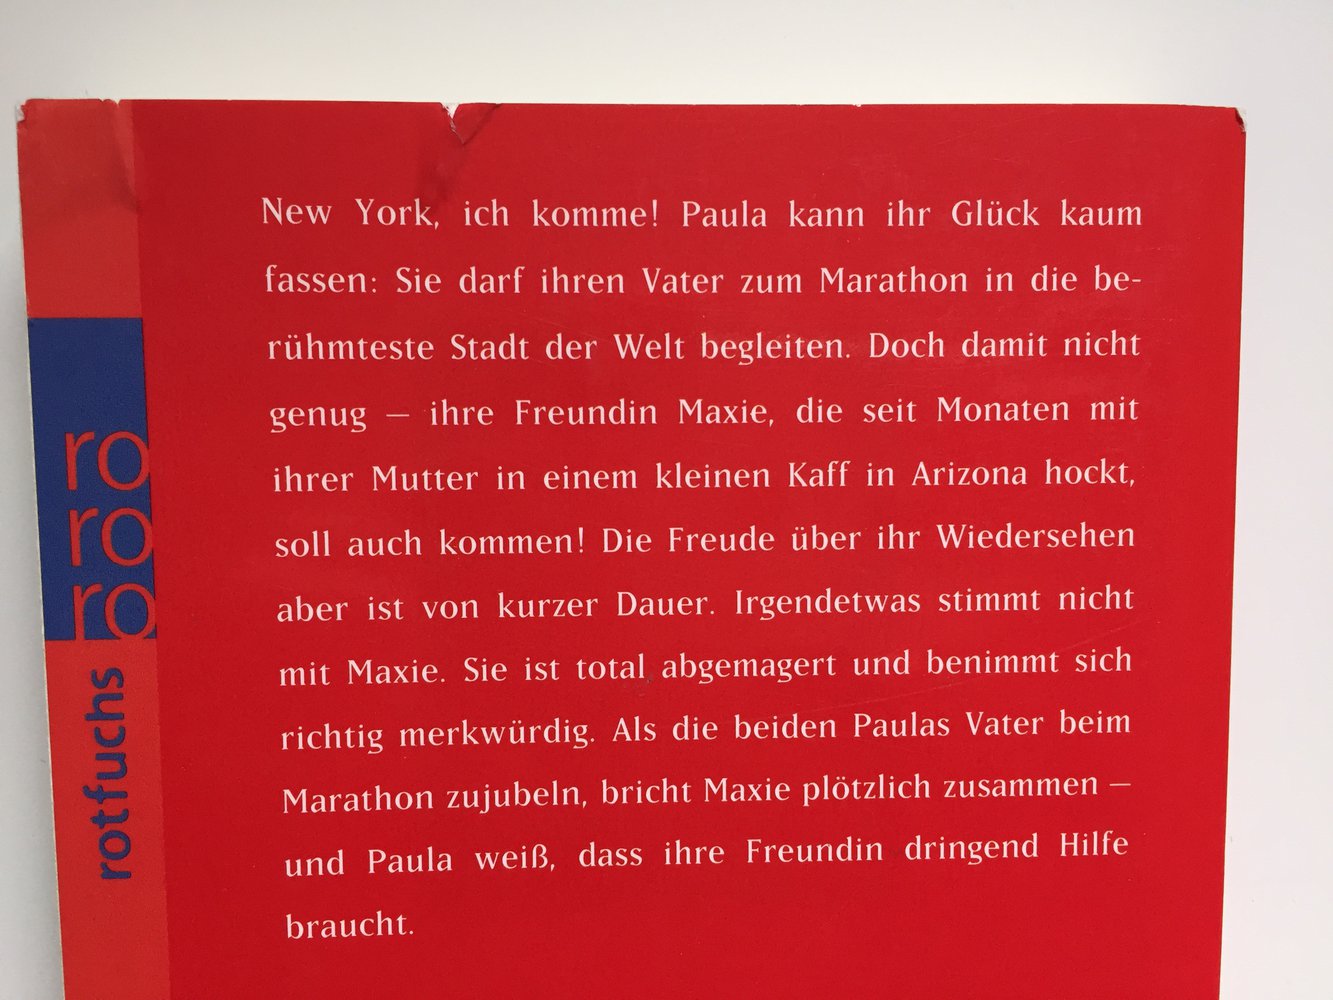 New York, ich komme! Paula kann ihr Glück kaum
fassen: Sie darf ihren Vater zum Marathon in die be-
rühmteste Stadt der Welt begleiten. Doch damit nicht
genug – ihre Freundin Maxie, die seit Monaten mit
ihrer Mutter in einem kleinen Kaff in Arizona hockt,
soll auch kommen! Die Freude über ihr Wiedersehen
aber ist von kurzer Dauer. Irgendetwas stimmt nicht
mit Maxie. Sie ist total abgemagert und benimmt sich
richtig merkwürdig. Als die beiden Paulas Vater beim
Marathon zujubeln, bricht Maxie plötzlich zusammen –
und Paula weiß, dass ihre Freundin dringend Hilfe
braucht.
ro
ro
ro
rotfuchs